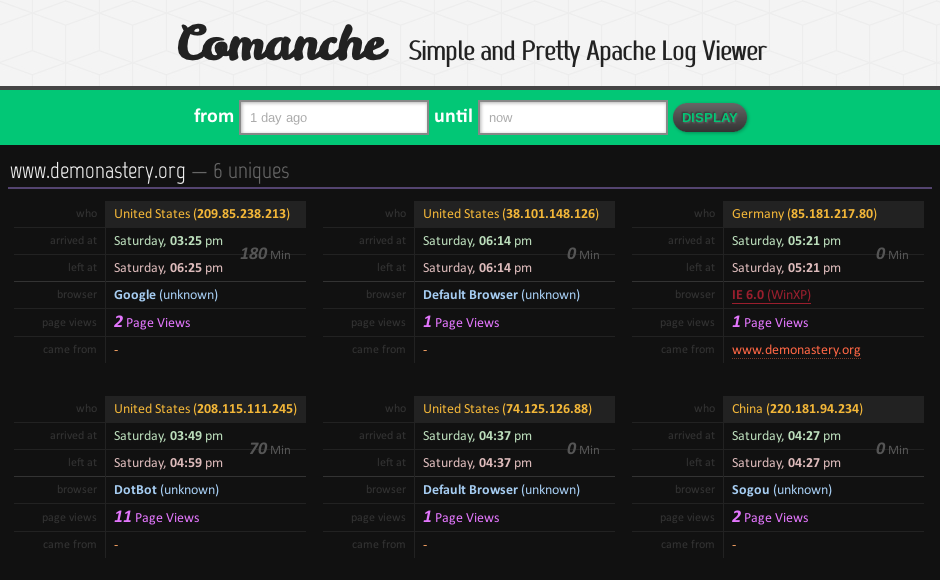 Comanche Simple and Pretty Apache Log Viewer
from 1 day ago until now DISPLAY
www.demonastery.org — 6 uniques
who United States (209.85.238.213)
arrived at Saturday, 03:25 pm
180 Min
left at Saturday, 06:25 pm
browser Google (unknown)
page views 2 Page Views
came from -
who United States (38.101.148.126)
arrived at Saturday, 06:14 pm
0 Min
left at Saturday, 06:14 pm
browser Default Browser (unknown)
page views 1 Page Views
came from -
who Germany (85.181.217.80)
arrived at Saturday, 05:21 pm
0 Min
left at Saturday, 05:21 pm
browser IE 6.0 (WinXP)
page views 1 Page Views
came from www.demonastery.org
who United States (208.115.111.245)
arrived at Saturday, 03:49 pm
70 Min
left at Saturday, 04:59 pm
browser DotBot (unknown)
page views 11 Page Views
came from -
who United States (74.125.126.88)
arrived at Saturday, 04:37 pm
0 Min
left at Saturday, 04:37 pm
browser Default Browser (unknown)
page views 1 Page Views
came from -
who China (220.181.94.234)
arrived at Saturday, 04:27 pm
0 Min
left at Saturday, 04:27 pm
browser Sogou (unknown)
page views 2 Page Views
came from -